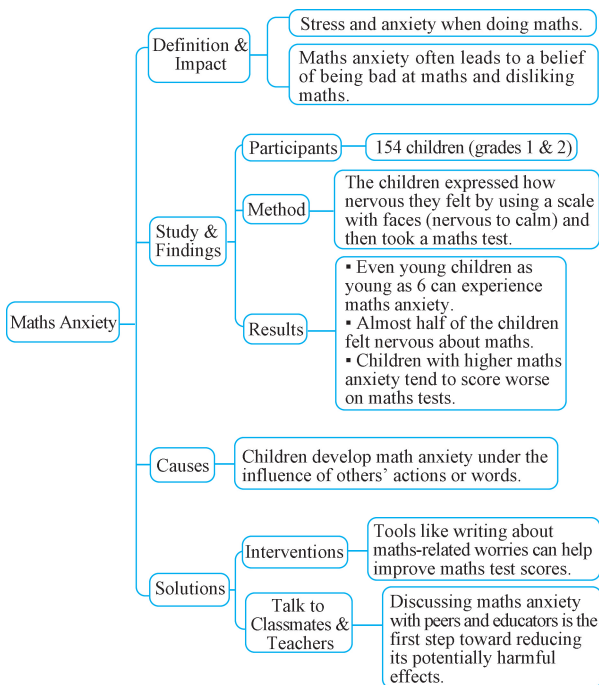 Maths Anxiety
Definition &
Impact
Stress and anxiety when doing maths.
Maths anxiety often leads to a belief
of being bad at maths and disliking
maths.
Study &
Findings
Participants
154 children (grades 1 & 2)
Method
The children expressed how
nervous they felt by using a scale
with faces (nervous to calm) and
then took a maths test.
Results
▪ Even young children as
young as 6 can experience
maths anxiety.
▪ Almost half of the children
felt nervous about maths.
▪ Children with higher maths
anxiety tend to score worse
on maths tests.
Causes
Children develop math anxiety under the
influence of others’ actions or words.
Solutions
Interventions
Tools like writing about
maths-related worries can help
improve maths test scores.
Talk to
Classmates &
Teachers
Discussing maths anxiety
with peers and educators is the
first step toward reducing
its potentially harmful
effects.